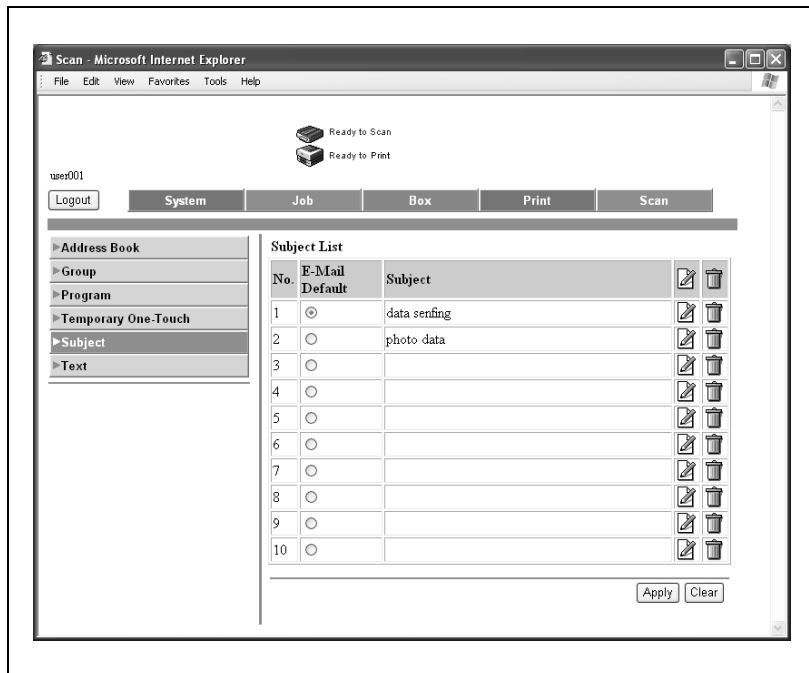 Scan - Microsoft Internet Explorer
File Edit View Favorites Tools Help
Ready to Scan
Ready to Print
user001
Logout System Job Box Print Scan
Address Book
Group
Program
Temporary One-Touch
Subject
Text
Subject List
No. E-Mail Default Subject
1 data senfing
2 photo data
3
4
5
6
7
8
9
10
Apply Clear